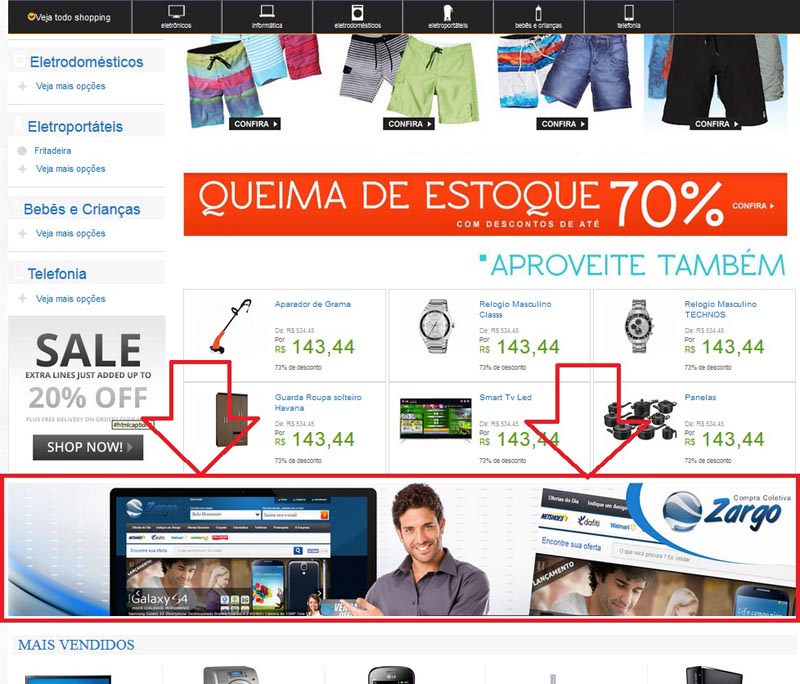 Veja todo shopping
eletrônicos
informática
eletrodomésticos
eletroportáteis
bebês e crianças
telefonia
Eletrodomésticos
Veja mais opções
Eletroportáteis
Fritadeira
Veja mais opções
Bebês e Crianças
Veja mais opções
Telefonia
Veja mais opções
SALE
EXTRA LINES JUST ADDED UP TO
20% OFF
PLUS FREE DELIVERY ON ORDERS OVER
#htmlcaption
SHOP NOW!
CONFIRA
CONFIRA
CONFIRA
CONFIRA
QUEIMA DE ESTOQUE 70%
COM DESCONTOS DE ATÉ
CONFIRA
APROVEITE TAMBÉM
Aparador de Grama
De: R$ 534,45
Por
R$ 143,44
73% de desconto
Relogio Masculino
Classs
De: R$ 534,45
Por
R$ 143,44
73% de desconto
Relogio Masculino
TECHNOS
De: R$ 534,45
Por
R$ 143,44
73% de desconto
Guarda Roupa solteiro
Havana
De: R$ 534,45
Por
R$ 143,44
73% de desconto
Smart Tv Led
De: R$ 534,45
Por
R$ 143,44
73% de desconto
Panelas
De: R$ 534,45
Por
R$ 143,44
73% de desconto
Zargo
Belo Horizonte
NETSHOES dafiti Walmart
Encontre sua oferta
LANÇAMENTO
Galaxy S4
Ofertas do Dia Indique um Amigo
NETSHOES dafiti Walmart
Encontre sua oferta
O que você procura ? Ex: celular
LANÇAMENTO
Life companion
Compra Coletiva
Zargo
MAIS VENDIDOS